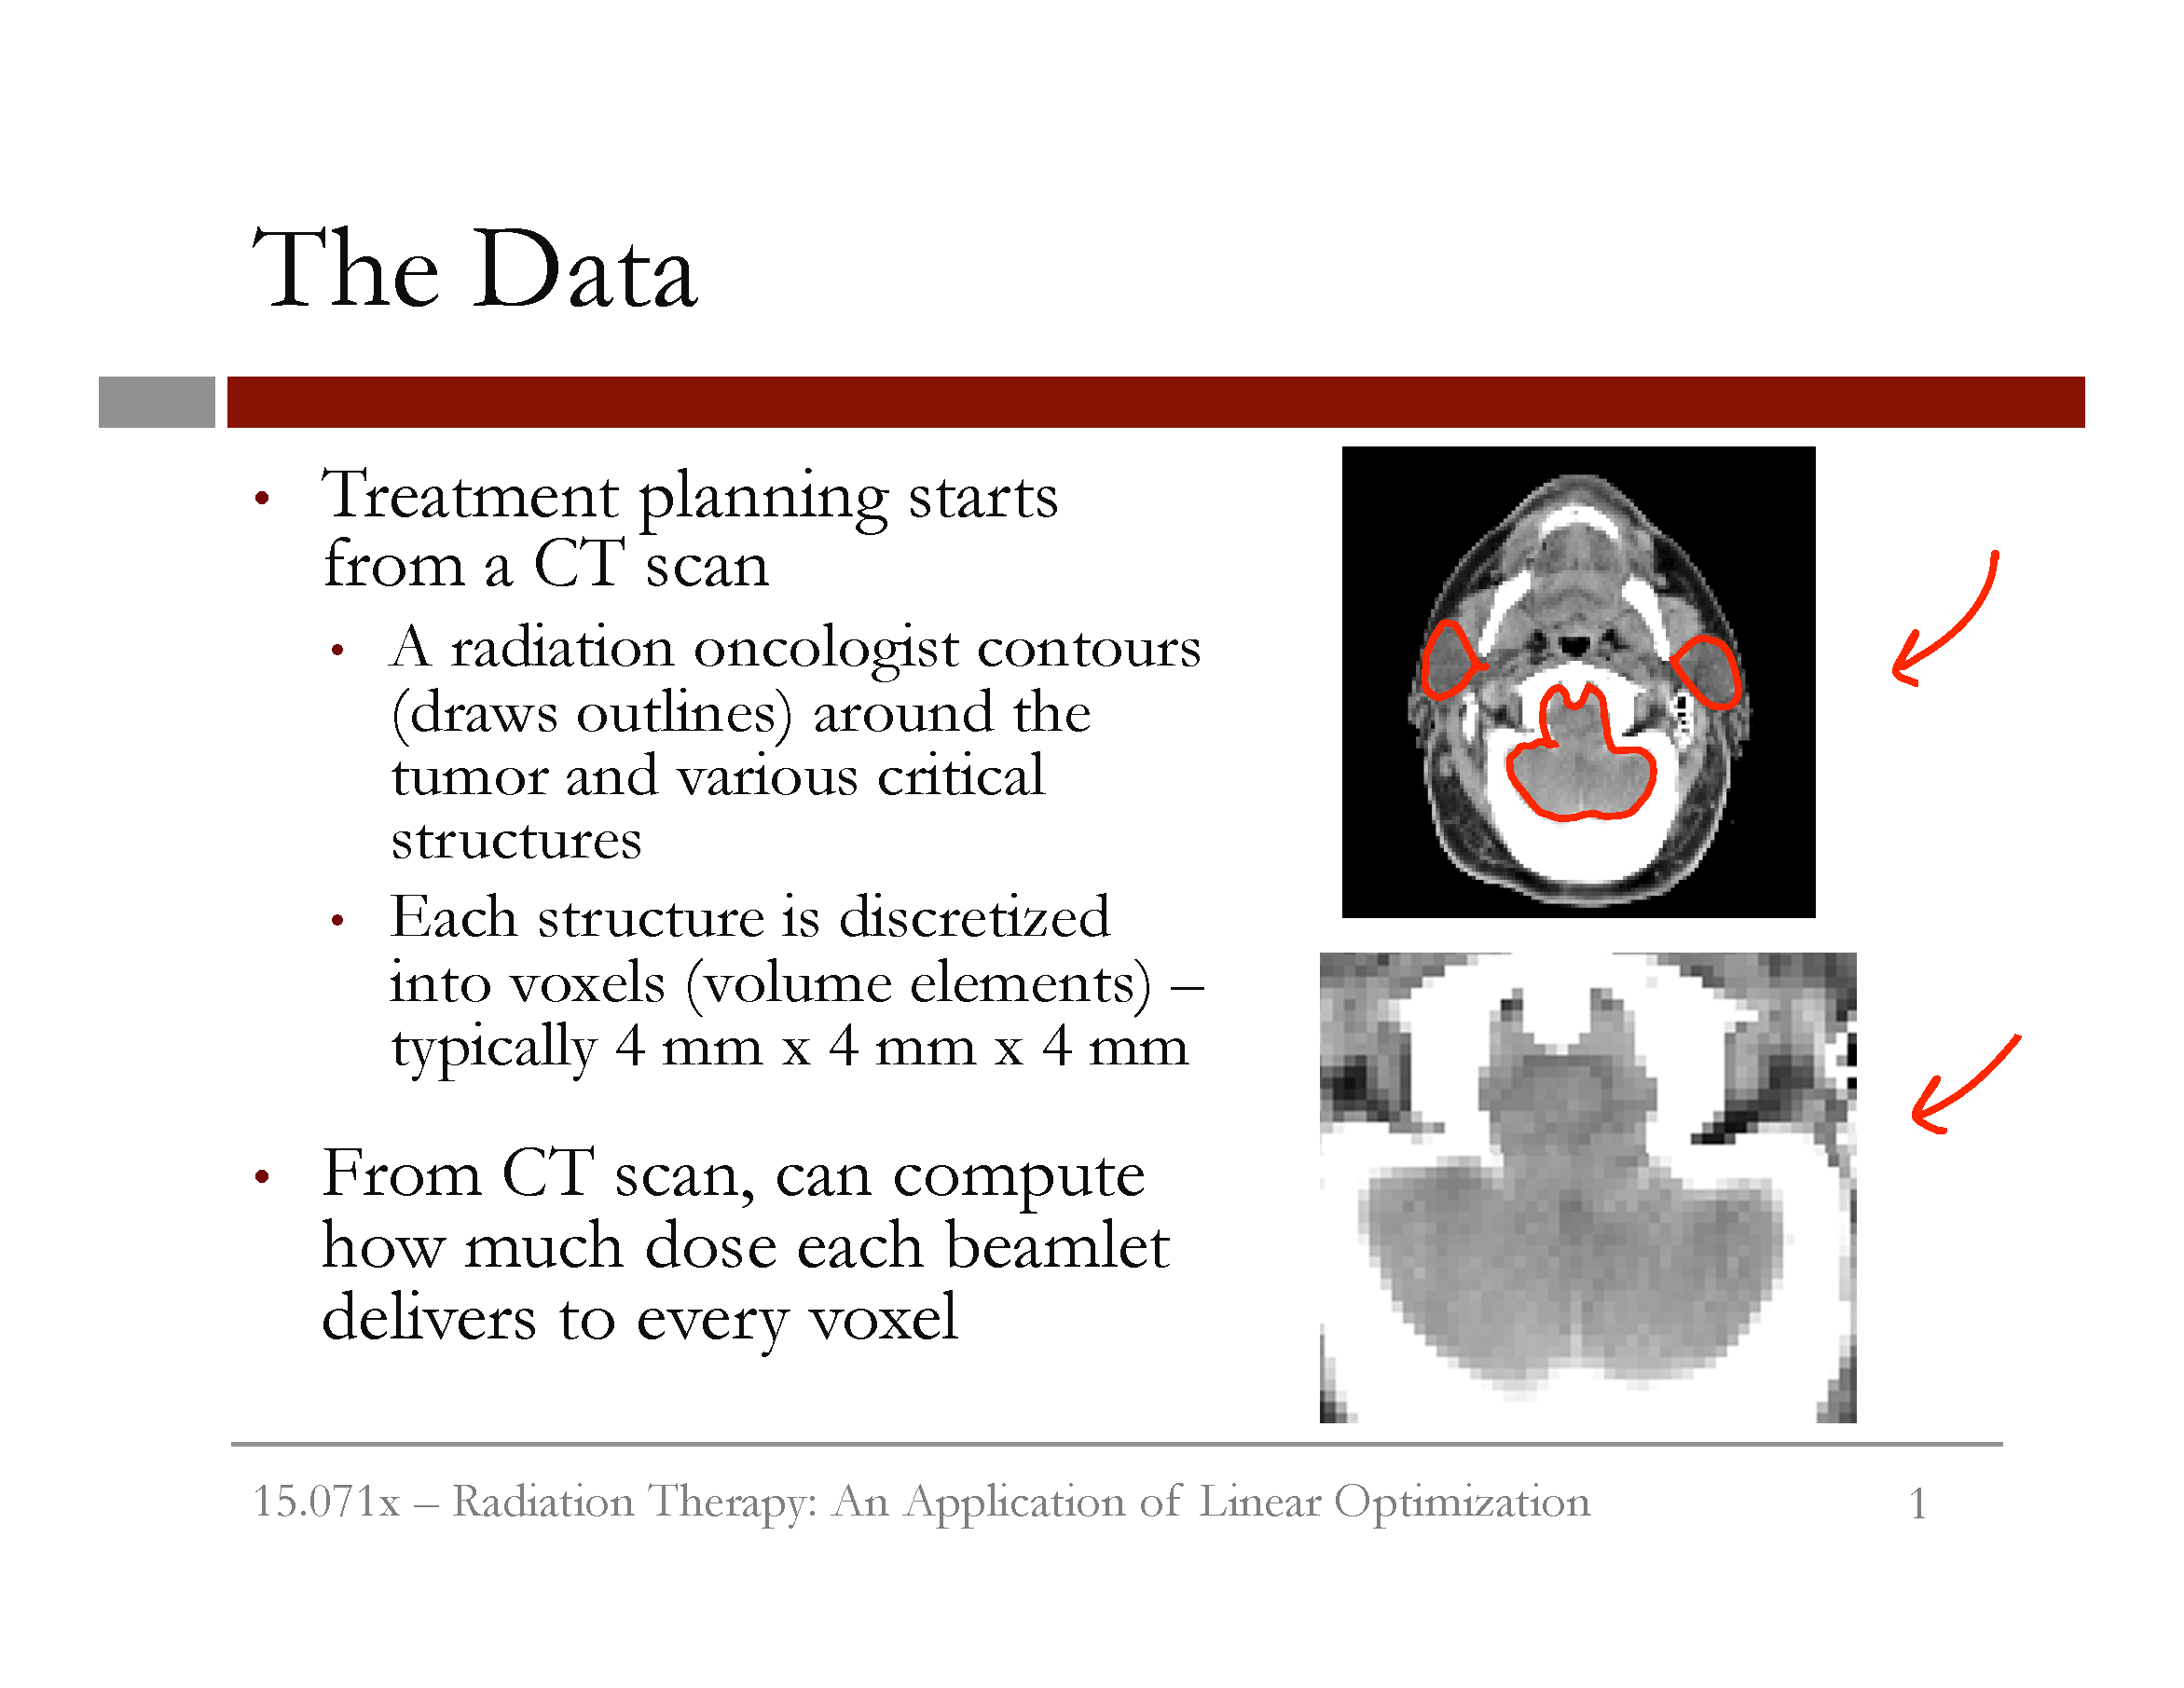 The Data
• Treatment planning starts
from a CT scan
• A radiation oncologist contours
(draws outlines) around the
tumor and various critical
structures
• Each structure is discretized
into voxels (volume elements) –
typically 4 mm x 4 mm x 4 mm
• From CT scan, can compute
how much dose each beamlet
delivers to every voxel
15.071x – Radiation Therapy: An Application of Linear Optimization
1